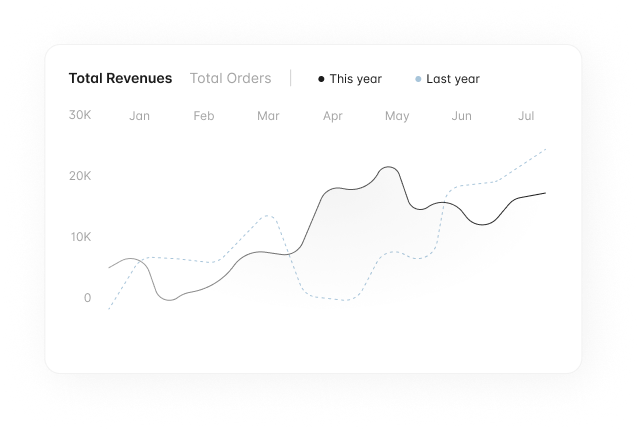 Total Revenues Total Orders This year Last year
30K Jan Feb Mar Apr May Jun Jul
20K
10K
0